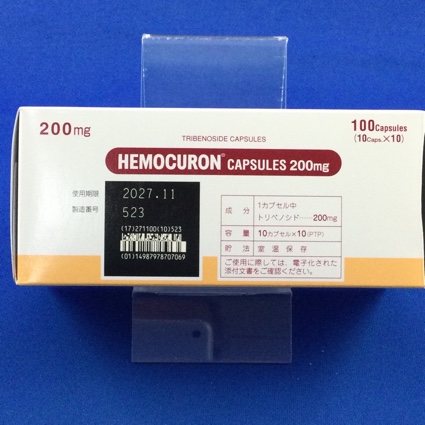 200mg
100Capsules
(10Caps.×10)
TRIBENOSIDE CAPSULES
HEMOCURON® CAPSULES 200mg
使用期限 2027.11
製造番号 523
(17)271100(10)523
(01)14987978707069
成分 1カプセル中
トリベノシド……200mg
容量 10カプセル×10(PTP)
貯法 室温保存
ご使用に際しては、電子化された
添付文書をご確認ください。